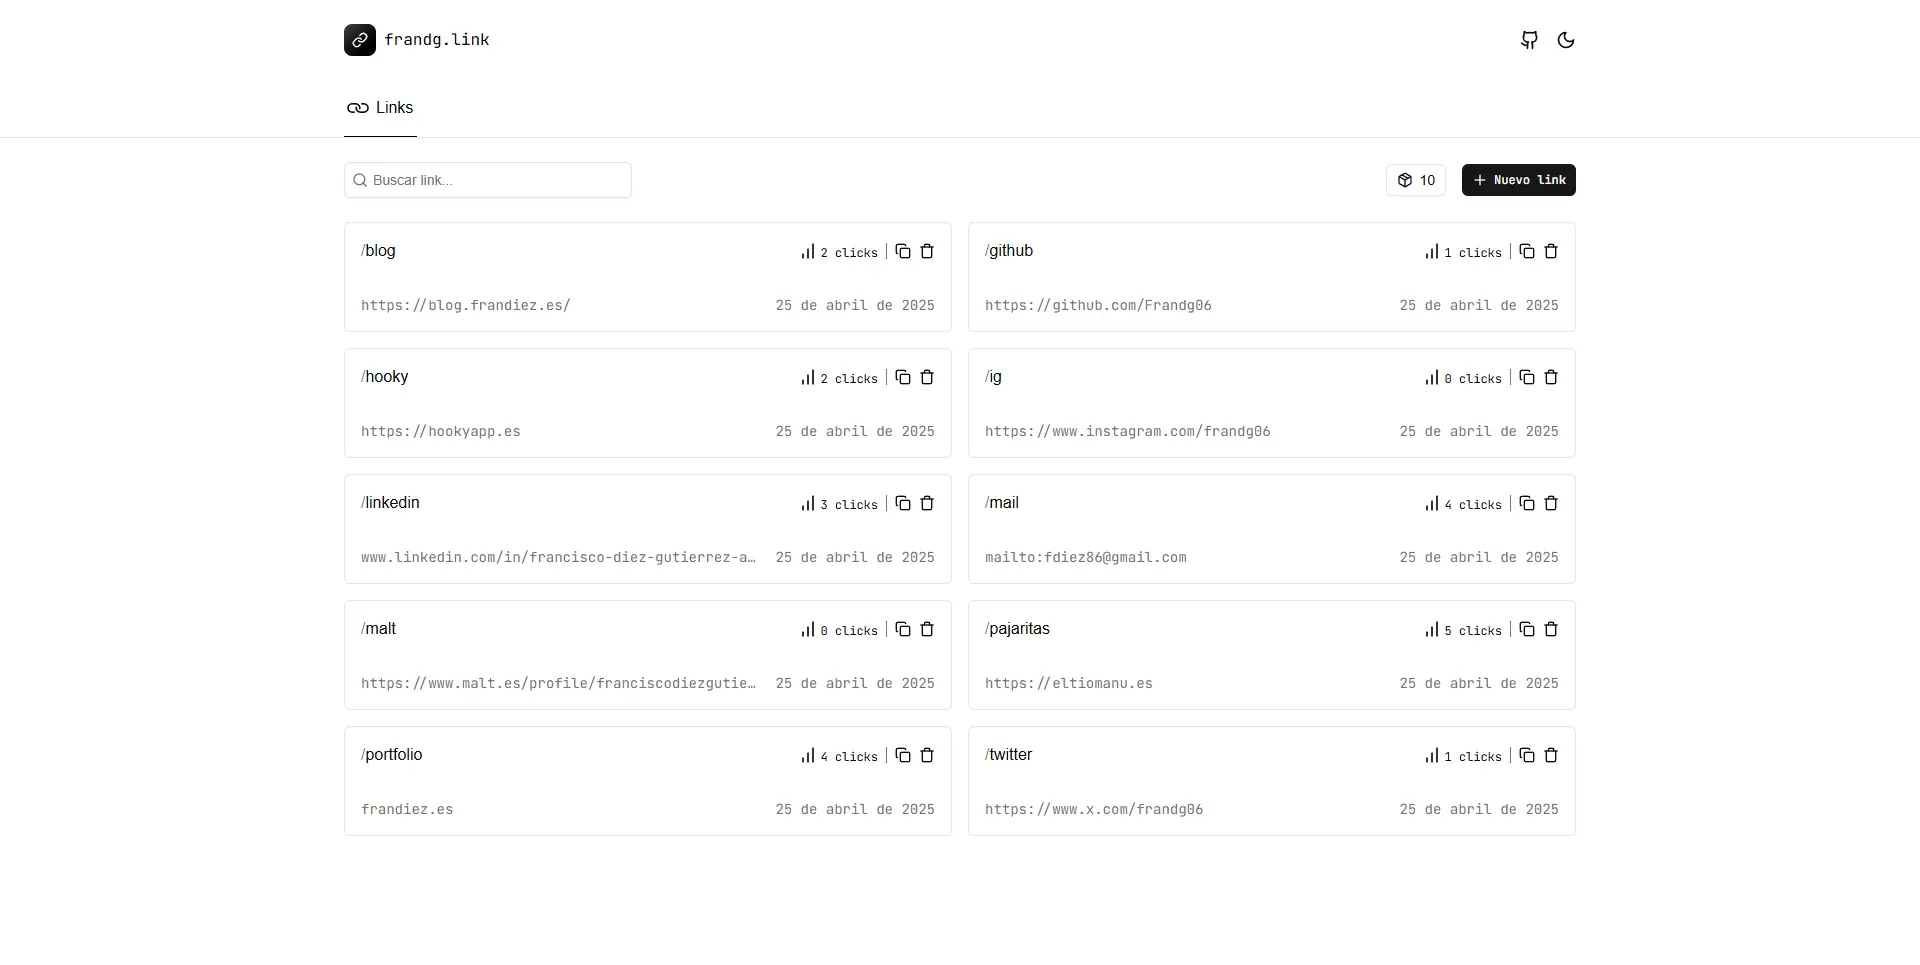 frandg.link
Links
Buscar link...
10
Nuevo link
/blog
2 clicks
https://blog.frandiez.es/
25 de abril de 2025
/github
1 clicks
https://github.com/Frandg06
25 de abril de 2025
/hooky
2 clicks
https://hookyapp.es
25 de abril de 2025
/ig
0 clicks
https://www.instagram.com/frandg06
25 de abril de 2025
/linkedin
3 clicks
www.linkedin.com/in/francisco-diez-gutierrez-a…
25 de abril de 2025
/mail
4 clicks
mailto:fdiez86@gmail.com
25 de abril de 2025
/malt
0 clicks
https://www.malt.es/profile/franciscodiezgutie…
25 de abril de 2025
/pajaritas
5 clicks
https://eltiomanu.es
25 de abril de 2025
/portfolio
4 clicks
frandiez.es
25 de abril de 2025
/twitter
1 clicks
https://www.x.com/frandg06
25 de abril de 2025